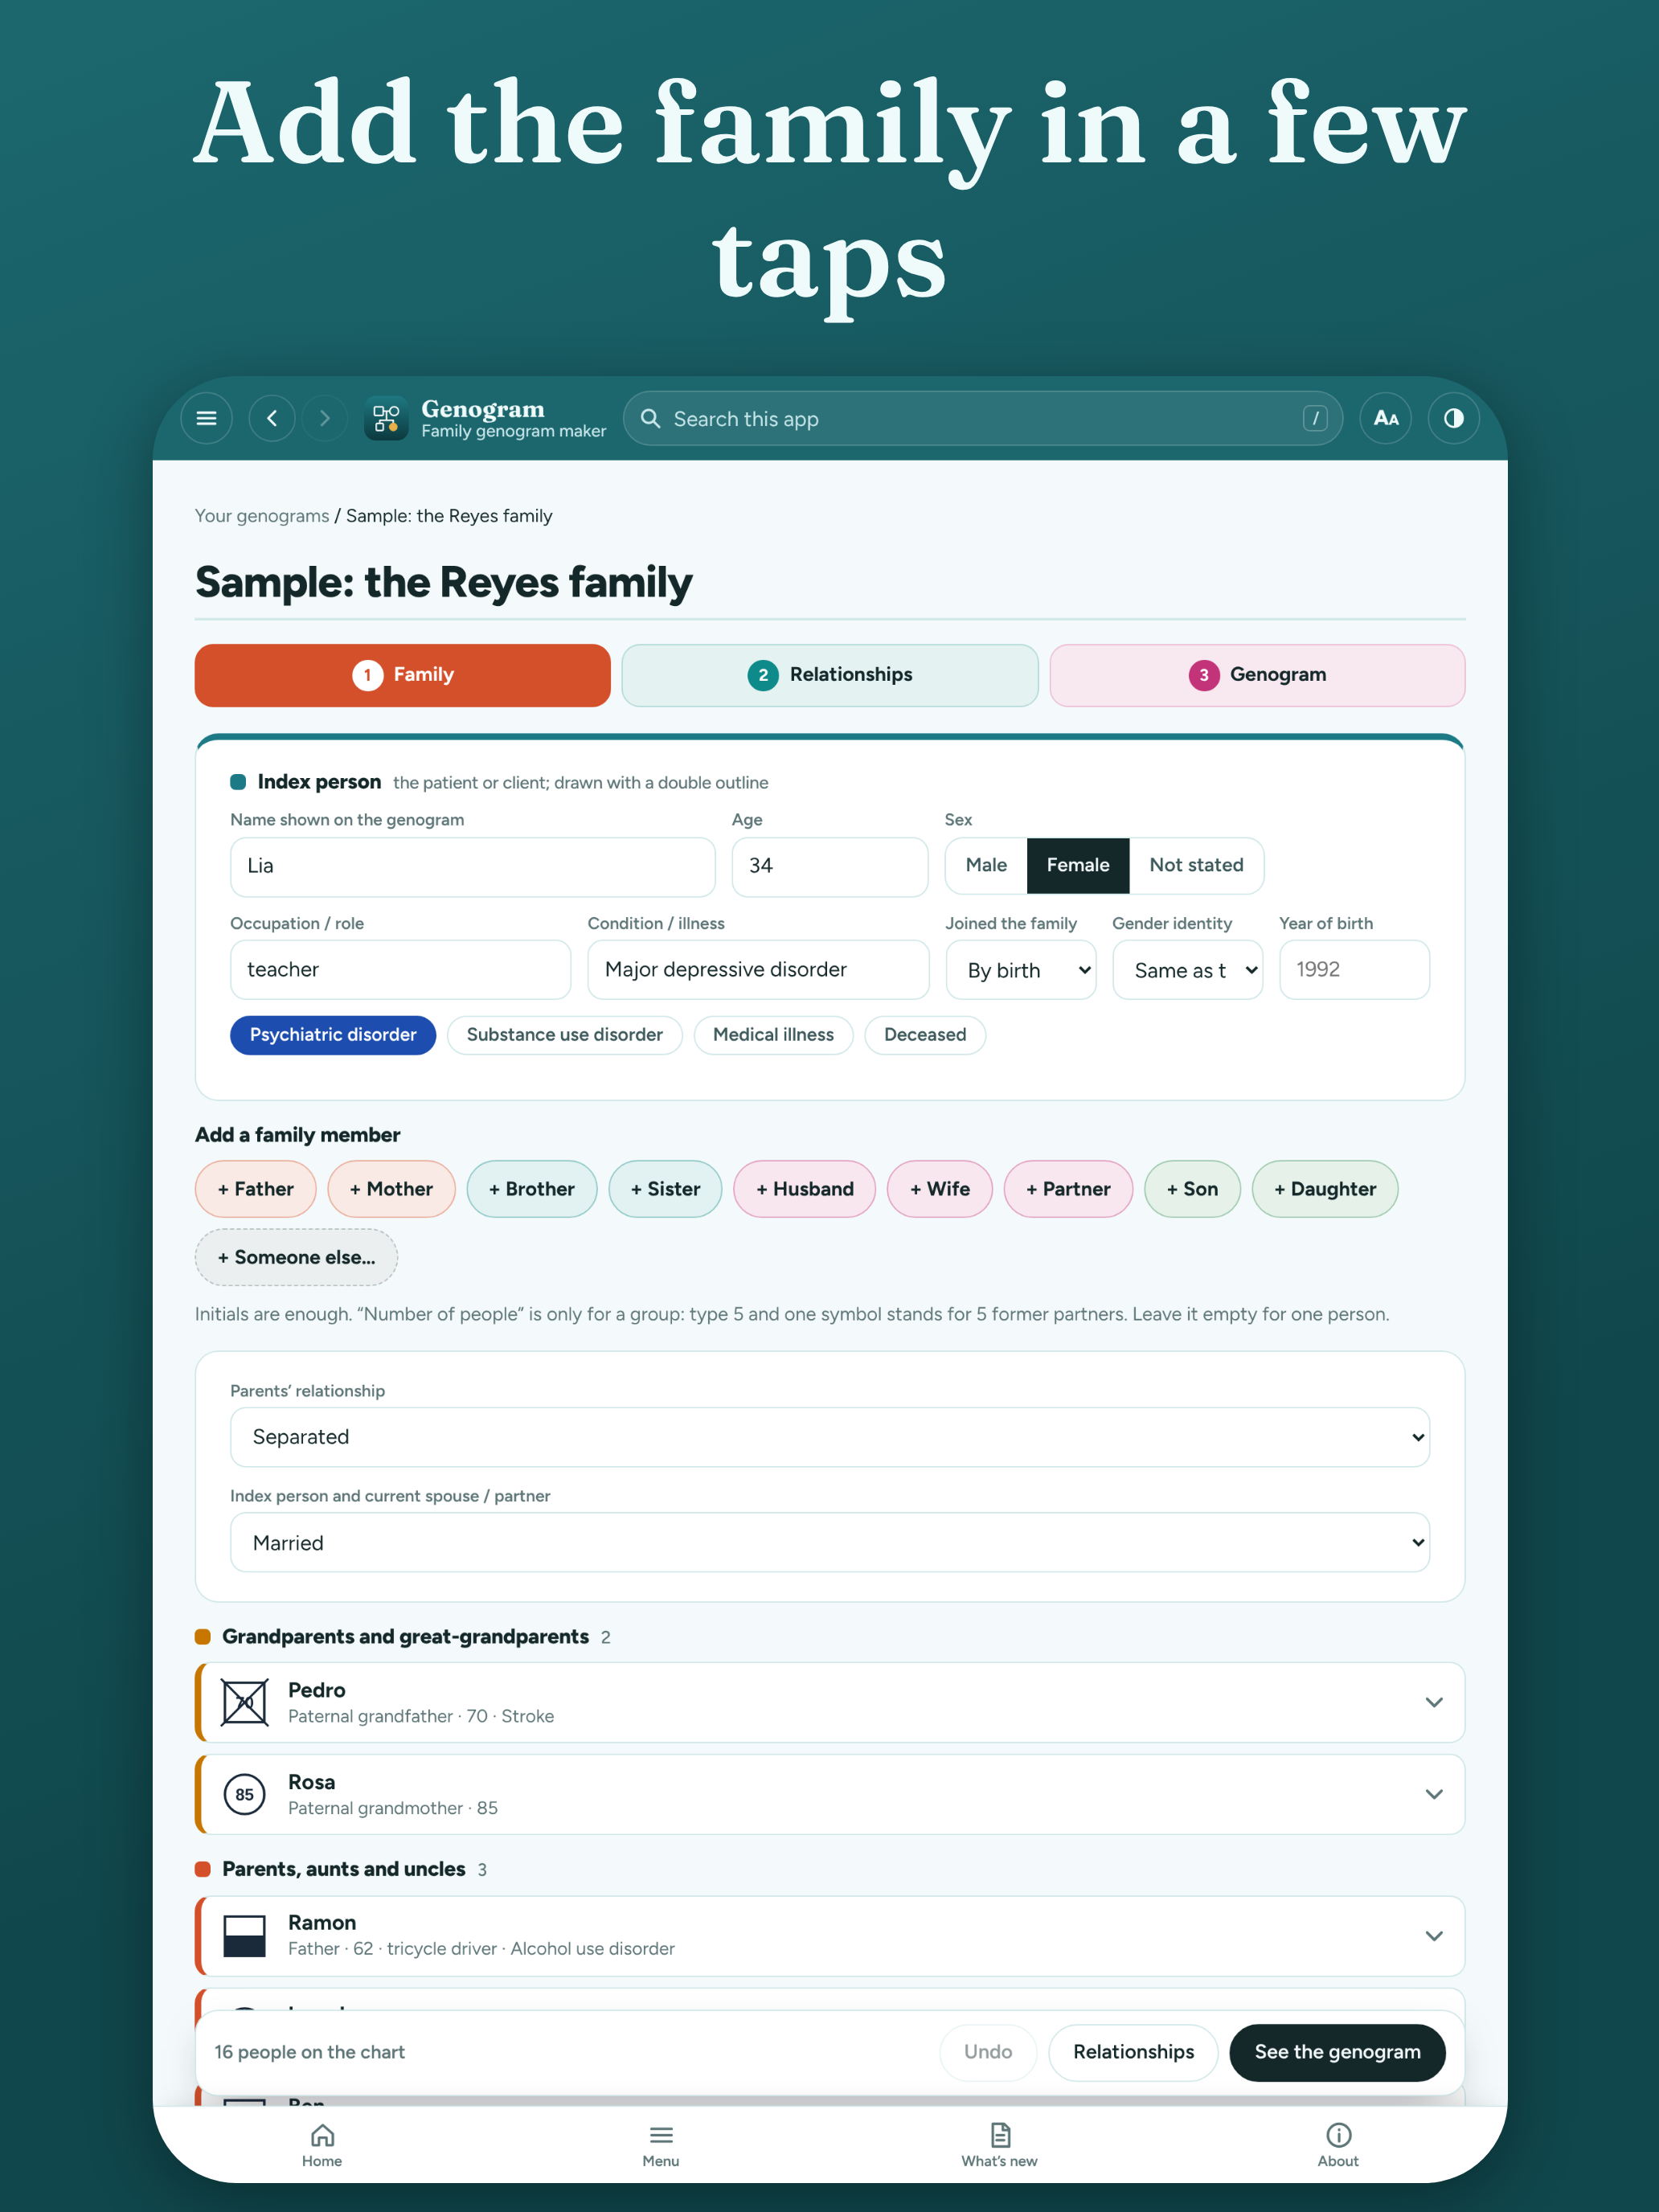 Add the family in a few
taps
Genogram
Family genogram maker
Search this app
/
AA
Your genograms / Sample: the Reyes family
Sample: the Reyes family
1 Family
2 Relationships
3 Genogram
Index person the patient or client; drawn with a double outline
Name shown on the genogram
Age
Sex
Lia
34
Male
Female
Not stated
Occupation / role
Condition / illness
Joined the family
Gender identity
Year of birth
teacher
Major depressive disorder
By birth
Same as t
1992
Psychiatric disorder
Substance use disorder
Medical illness
Deceased
Add a family member
+ Father
+ Mother
+ Brother
+ Sister
+ Husband
+ Wife
+ Partner
+ Son
+ Daughter
+ Someone else...
Initials are enough. “Number of people” is only for a group: type 5 and one symbol stands for 5 former partners. Leave it empty for one person.
Parents’ relationship
Separated
Index person and current spouse / partner
Married
Grandparents and great-grandparents 2
70
Pedro
Paternal grandfather · 70 · Stroke
85
Rosa
Paternal grandmother · 85
Parents, aunts and uncles 3
Ramon
Father · 62 · tricycle driver · Alcohol use disorder
16 people on the chart
Undo
Relationships
See the genogram
Home
Menu
What’s new
About